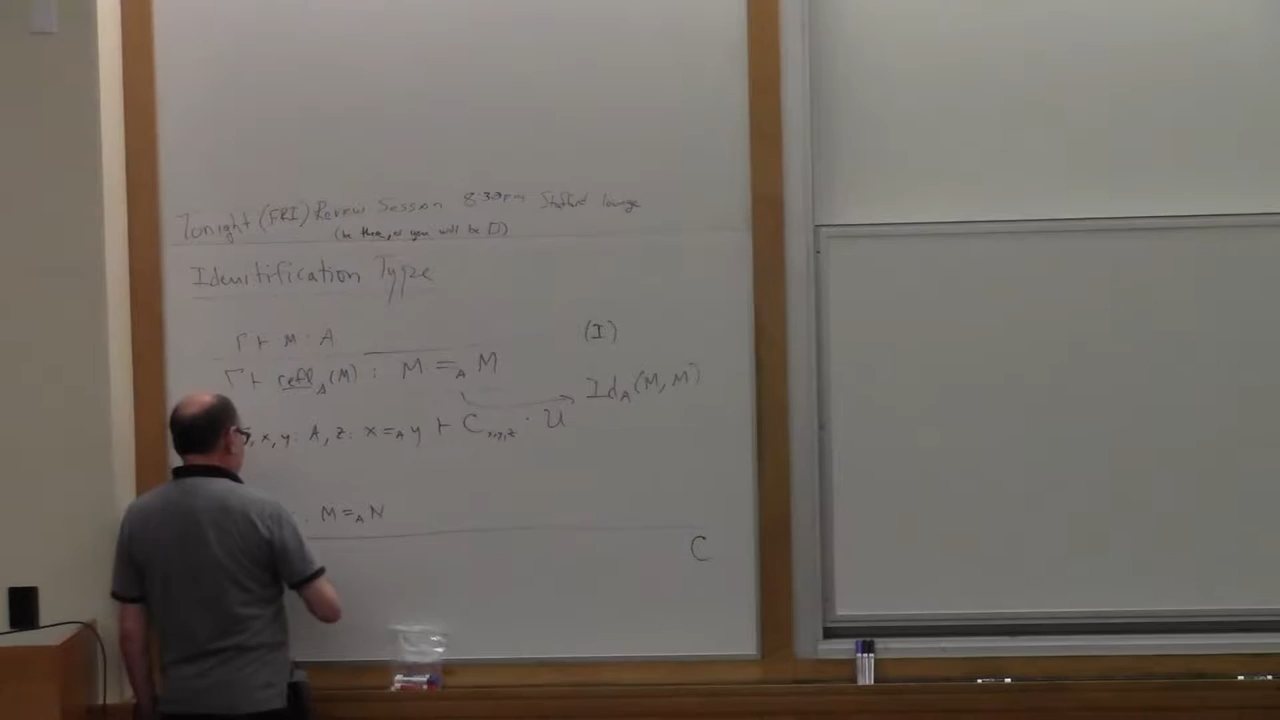 Tonight (FRI) Review Session 8:30pm Stafford lounge
(be there, or you will be □)
Identification Type
Γ ⊢ M : A
(I)
Γ ⊢ refl_A(M) : M =_A M
Id_A(M, M)
, x, y : A, z : x =_A y ⊢ C_{x,y,z} : U
M =_A N
C